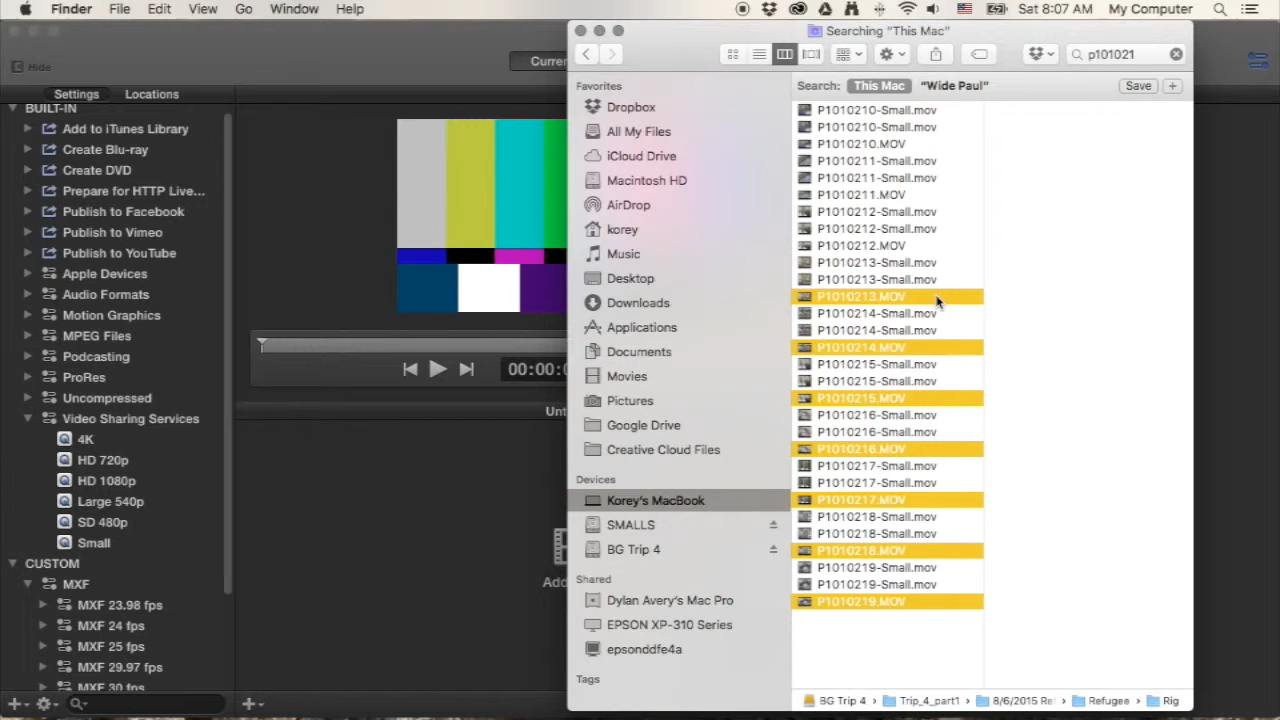 Finder File Edit View Go Window Help Sat 8:07 AM My Computer
Hide
Curren
Settings Locations
BUILT-IN
Add to iTunes Library
Create Blu-ray
Create DVD
Prepare for HTTP Live...
Publish to Facebook
Publish to Vimeo
Publish to YouTube
Apple Devices
Audio Formats
Motion Graphics
MPEG Files
Podcasting
ProRes
Uncompressed
Video Sharing Services
4K
HD 720p
HD 1080p
Large 540p
SD 480p
Small
CUSTOM
MXF
MXF 23.98 fps
MXF 24 fps
MXF 25 fps
MXF 29.97 fps
MXF 30 fps
00:00:0
Unt
Add
Searching "This Mac"
p101021
Search: This Mac "Wide Paul" Save
Favorites
Dropbox
All My Files
iCloud Drive
Macintosh HD
AirDrop
korey
Music
Desktop
Downloads
Applications
Documents
Movies
Pictures
Google Drive
Creative Cloud Files
Devices
Korey's MacBook
SMALLS
BG Trip 4
Shared
Dylan Avery's Mac Pro
EPSON XP-310 Series
epsonddfe4a
Tags
P1010210-Small.mov
P1010210-Small.mov
P1010210.MOV
P1010211-Small.mov
P1010211-Small.mov
P1010211.MOV
P1010212-Small.mov
P1010212-Small.mov
P1010212.MOV
P1010213-Small.mov
P1010213-Small.mov
P1010213.MOV
P1010214-Small.mov
P1010214-Small.mov
P1010214.MOV
P1010215-Small.mov
P1010215-Small.mov
P1010215.MOV
P1010216-Small.mov
P1010216-Small.mov
P1010216.MOV
P1010217-Small.mov
P1010217-Small.mov
P1010217.MOV
P1010218-Small.mov
P1010218-Small.mov
P1010218.MOV
P1010219-Small.mov
P1010219-Small.mov
P1010219.MOV
BG Trip 4 › Trip_4_part1 › 8/6/2015 Re › Refugee › Rig